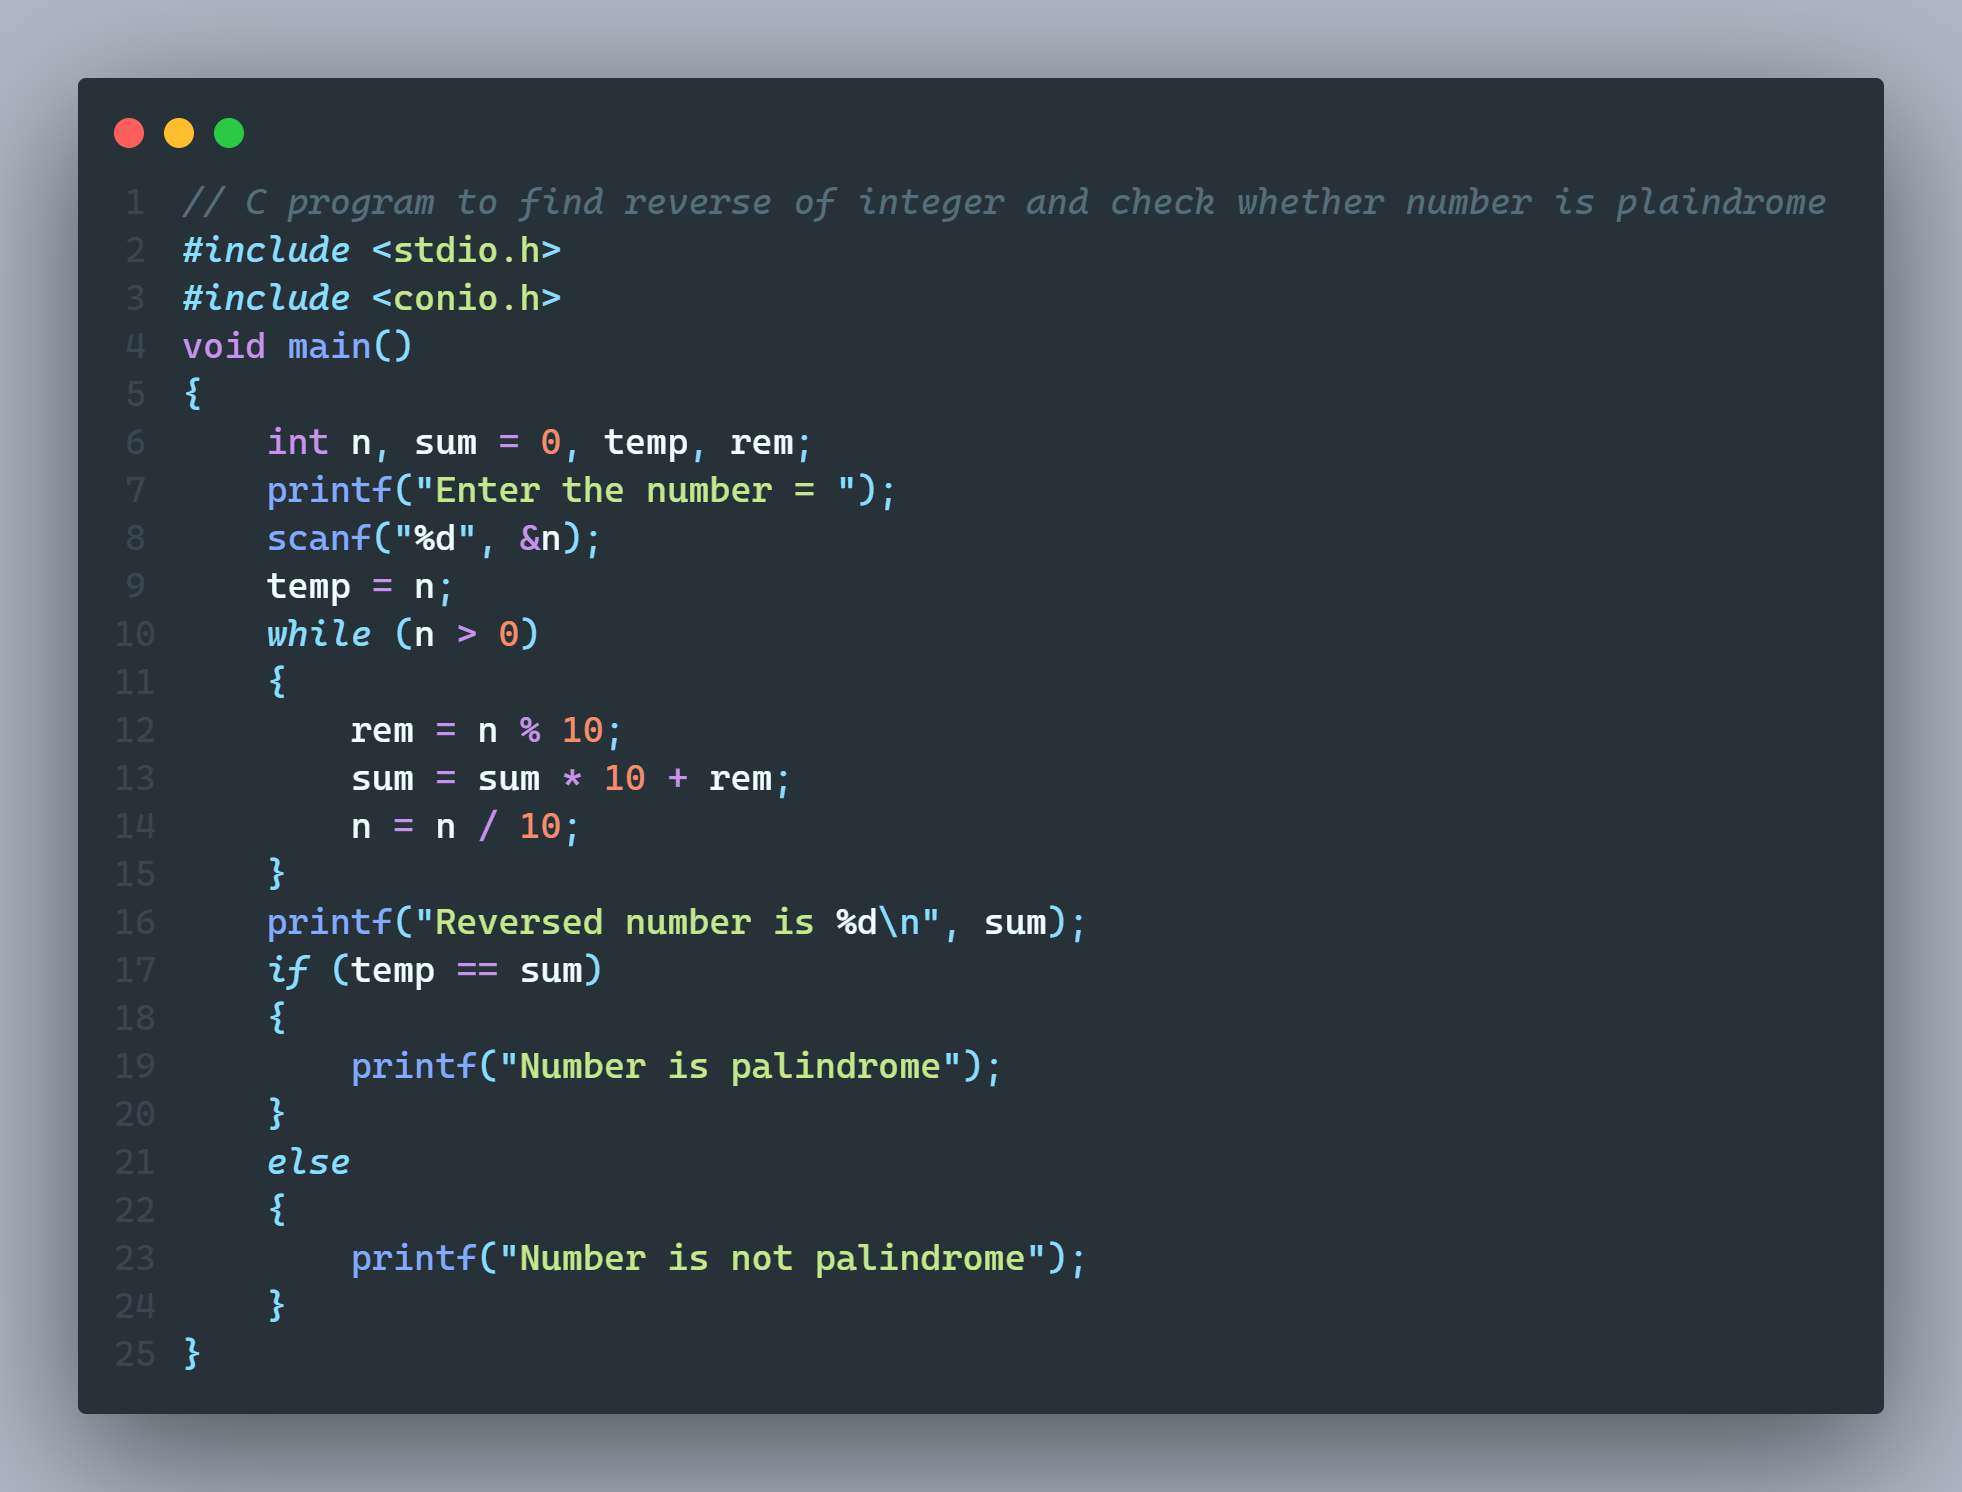 1 // C program to find reverse of integer and check whether number is plaindrome
2 #include <stdio.h>
3 #include <conio.h>
4 void main()
5 {
6     int n, sum = 0, temp, rem;
7     printf("Enter the number = ");
8     scanf("%d", &n);
9     temp = n;
10     while (n > 0)
11     {
12         rem = n % 10;
13         sum = sum * 10 + rem;
14         n = n / 10;
15     }
16     printf("Reversed number is %d\n", sum);
17     if (temp == sum)
18     {
19         printf("Number is palindrome");
20     }
21     else
22     {
23         printf("Number is not palindrome");
24     }
25 }